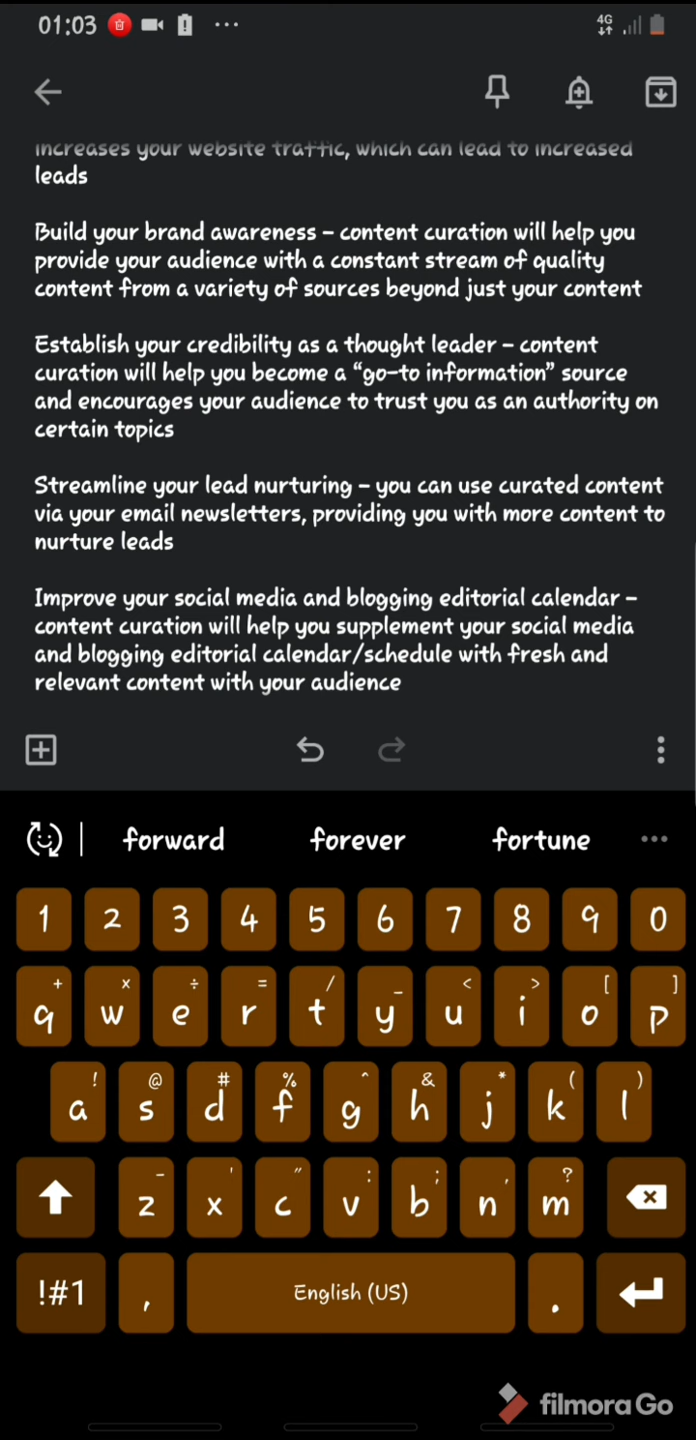 01:03
4G
increases your website traffic, which can lead to increased
leads
Build your brand awareness – content curation will help you
provide your audience with a constant stream of quality
content from a variety of sources beyond just your content
Establish your credibility as a thought leader – content
curation will help you become a “go-to information” source
and encourages your audience to trust you as an authority on
certain topics
Streamline your lead nurturing – you can use curated content
via your email newsletters, providing you with more content to
nurture leads
Improve your social media and blogging editorial calendar –
content curation will help you supplement your social media
and blogging editorial calendar/schedule with fresh and
relevant content with your audience
forward forever fortune
1 2 3 4 5 6 7 8 9 0
+ × ÷ = / _ < > [ ]
q w e r t y u i o p
! @ # % ^ & * ( )
a s d f g h j k l
- ' " : ; , ?
z x c v b n m
!#1 , English (US) .
filmoraGo